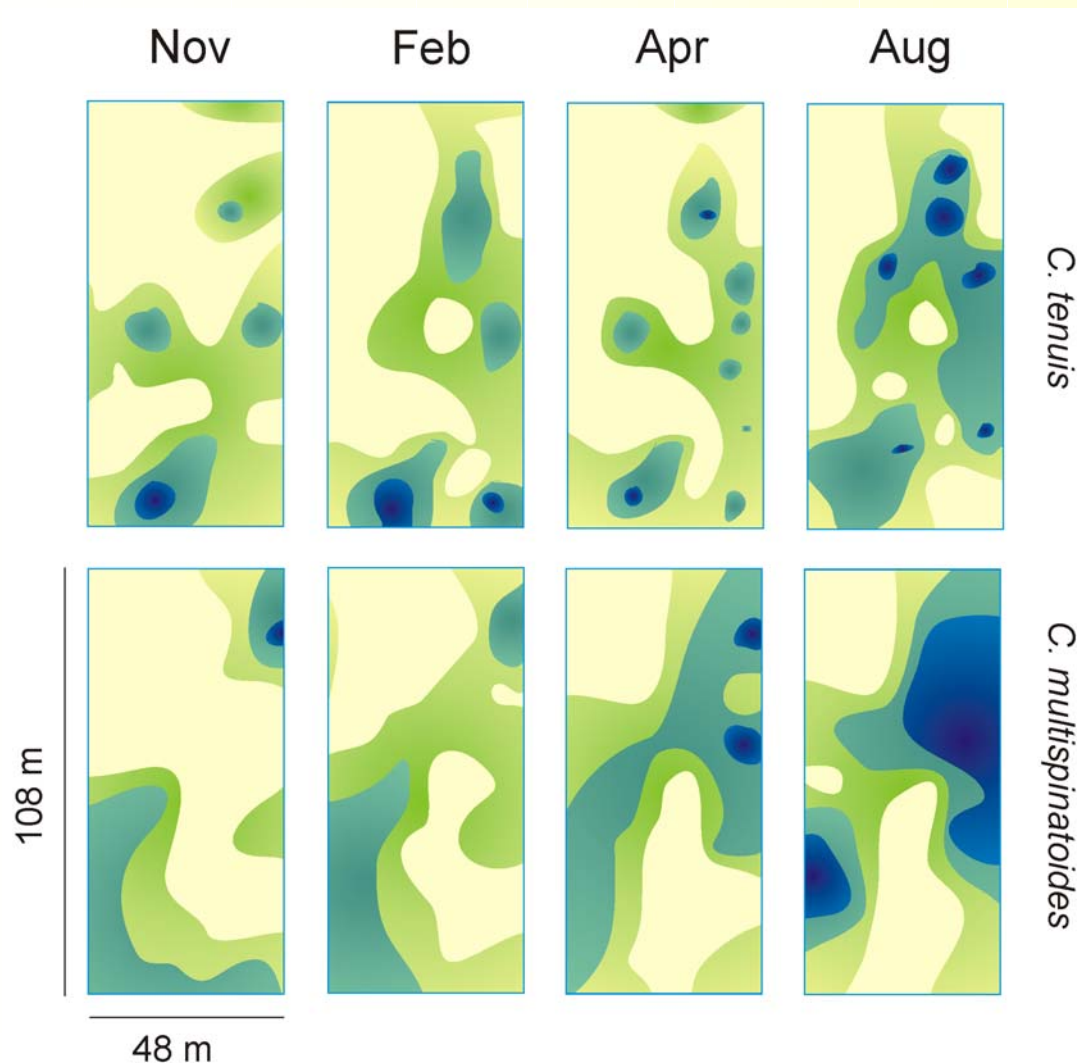 Nov Feb Apr Aug
C. tenuis
C. multispinatoides
108 m
48 m